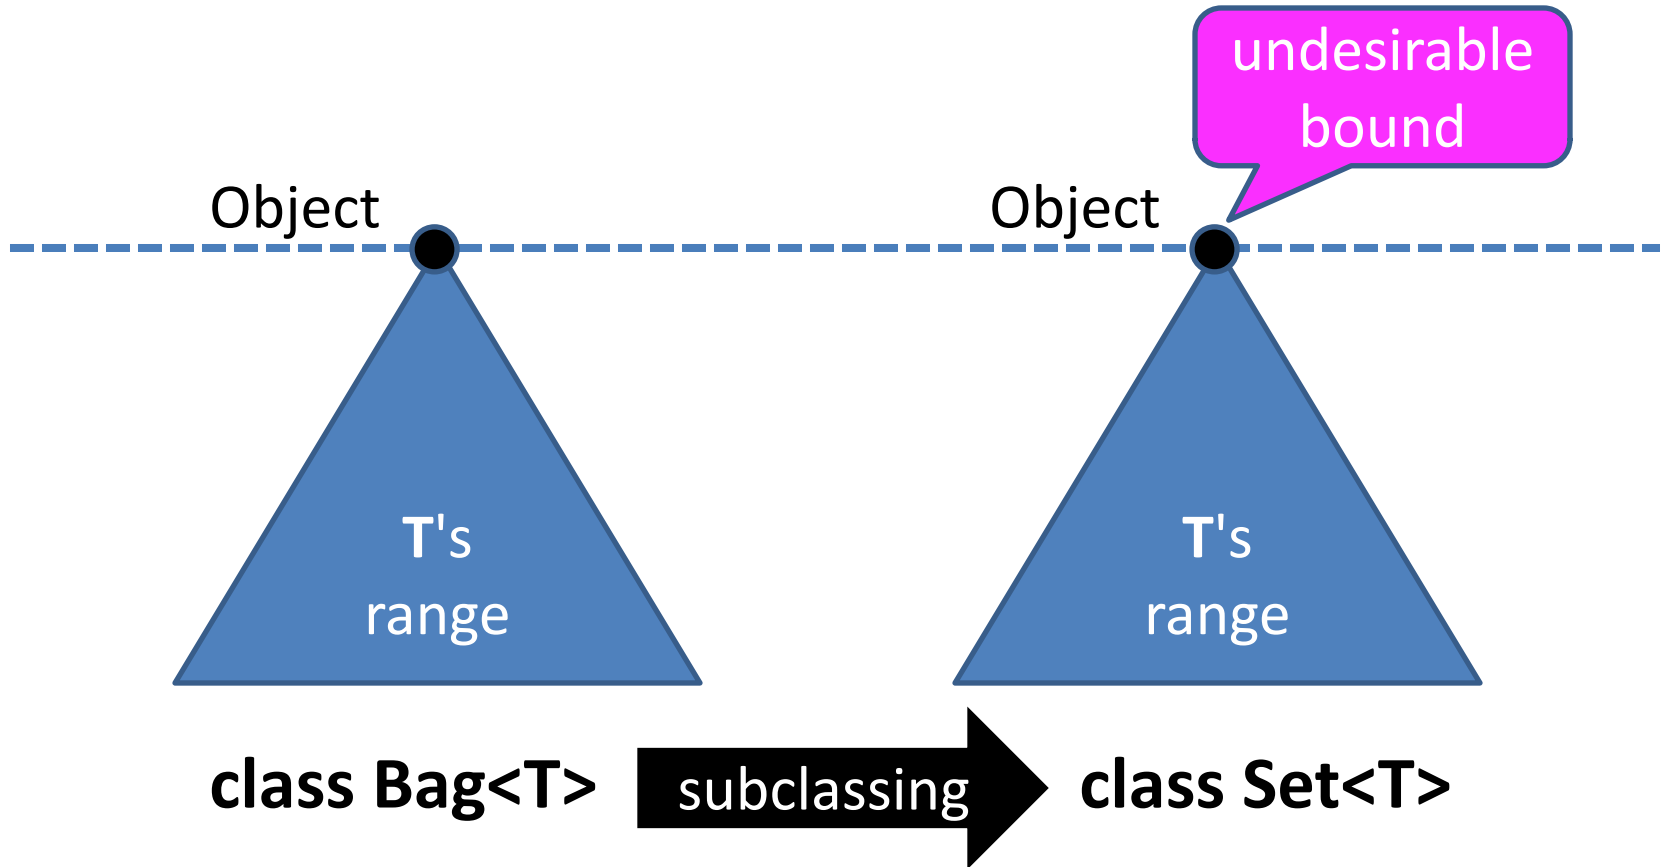 undesirable
bound
Object
Object
T's
range
T's
range
class Bag<T>
subclassing
class Set<T>